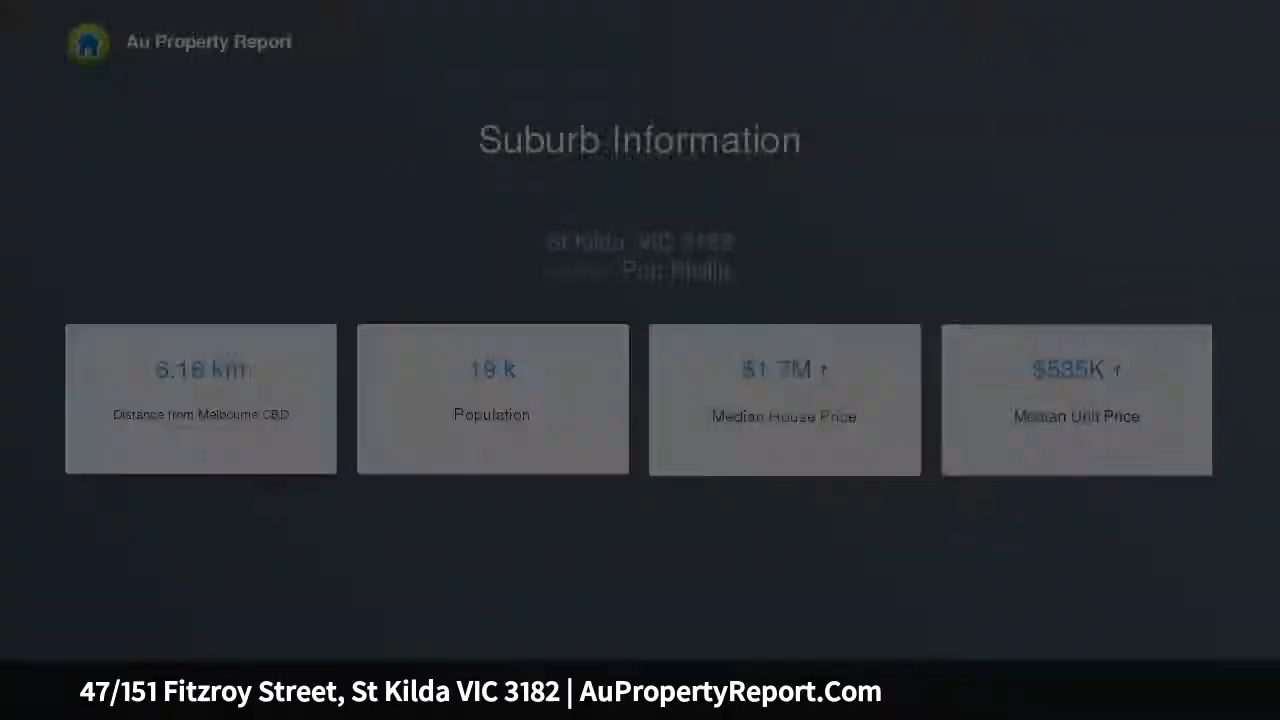 Au Property Report
Suburb Information
St Kilda, VIC 3182
Port Phillip
6.16 km
19 k
$1.7M ↑
$535K ↑
Distance from Melbourne CBD
Population
Median House Price
Median Unit Price
47/151 Fitzroy Street, St Kilda VIC 3182 | AuPropertyReport.Com